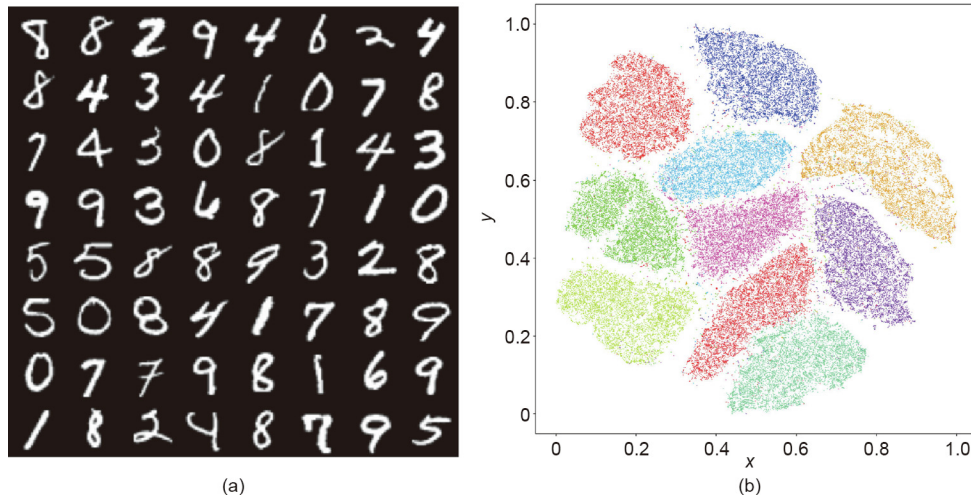 8 8 2 9 4 6 2 4
8 4 3 4 1 0 7 8
7 4 3 0 8 1 4 3
9 9 3 6 8 7 1 0
5 5 8 8 9 3 2 8
5 0 8 4 1 7 8 9
0 7 7 9 8 1 6 9
1 8 2 4 8 7 9 5
(a)
1.0
0.8
0.6
y
0.4
0.2
0
0 0.2 0.4 0.6 0.8 1.0
x
(b)